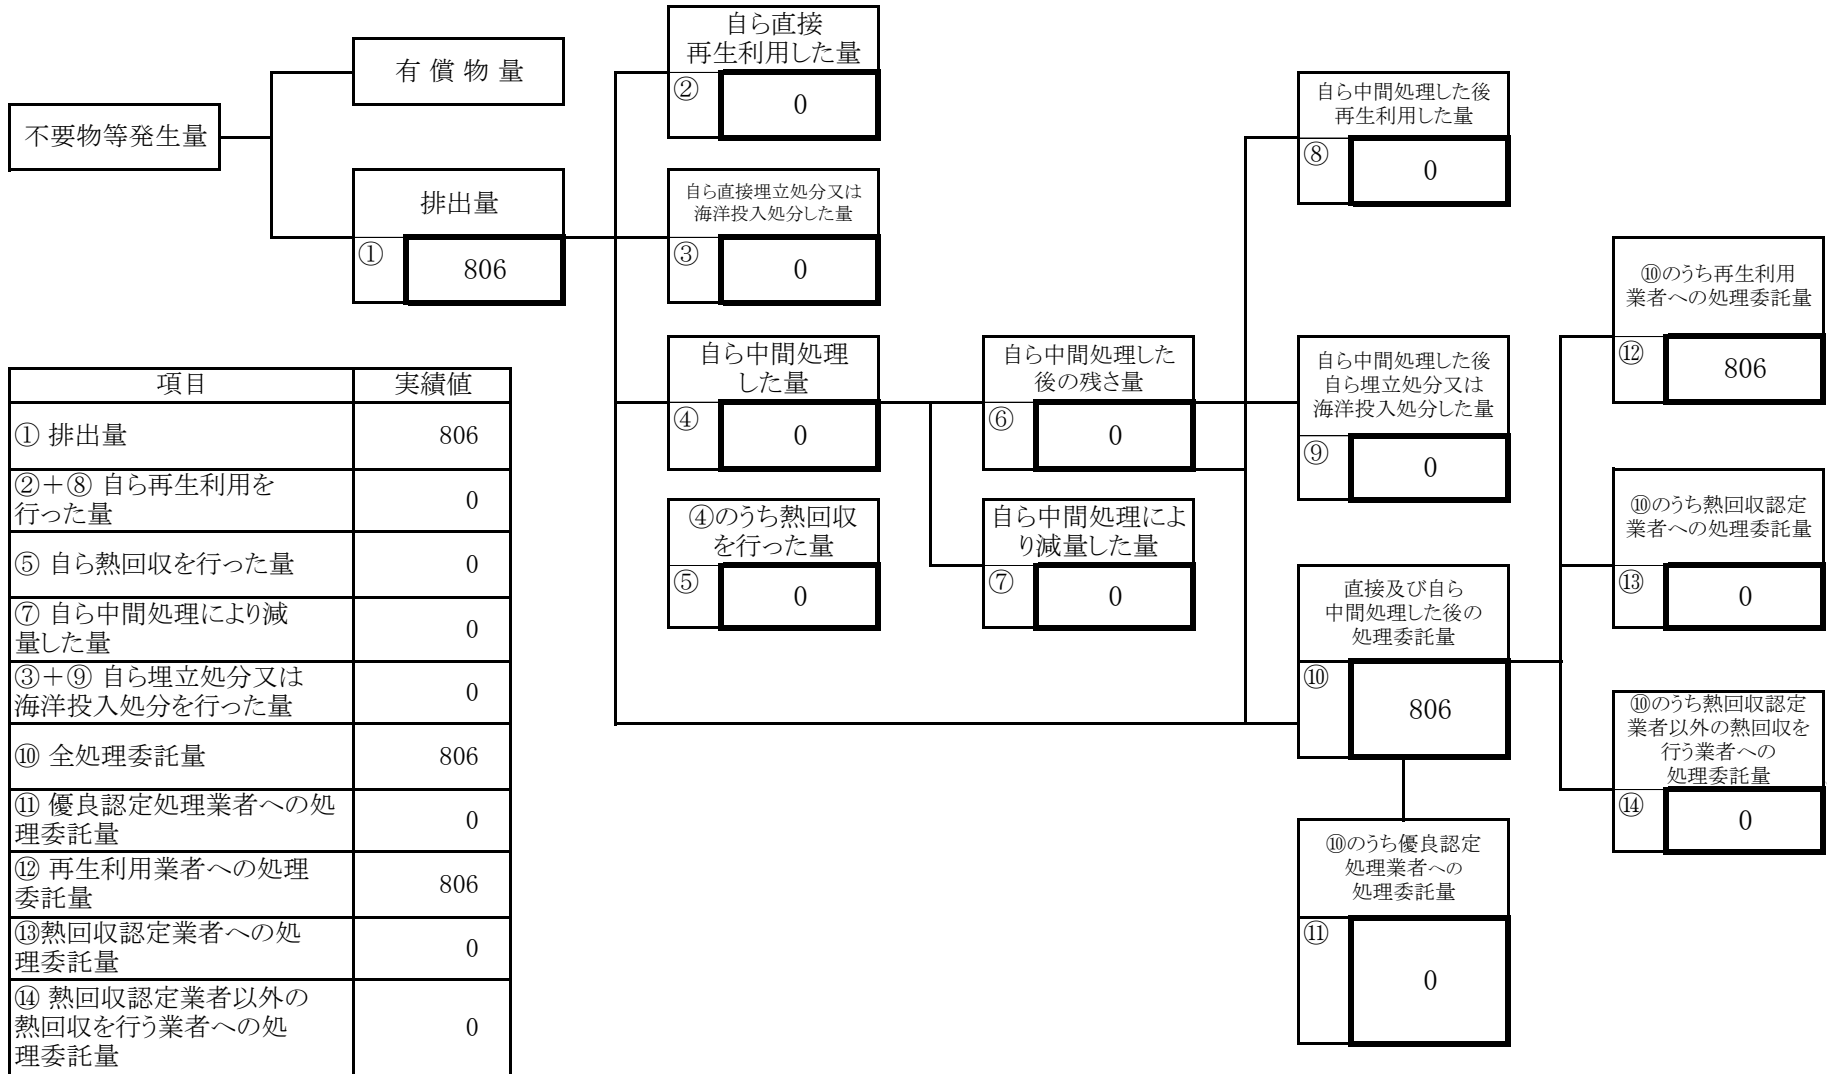 不要物等発生量
有 償 物 量
排出量
①
806
自ら直接
再生利用した量
②
0
自ら直接埋立処分又は
海洋投入処分した量
③
0
自ら中間処理
した量
④
0
④のうち熱回収
を行った量
⑤
0
自ら中間処理した
後の残さ量
⑥
0
自ら中間処理によ
り減量した量
⑦
0
自ら中間処理した後
再生利用した量
⑧
0
自ら中間処理した後
自ら埋立処分又は
海洋投入処分した量
⑨
0
直接及び自ら
中間処理した後の
処理委託量
⑩
806
⑩のうち優良認定
処理業者への
処理委託量
⑪
0
⑩のうち再生利用
業者への処理委託量
⑫
806
⑩のうち熱回収認定
業者への処理委託量
⑬
0
⑩のうち熱回収認定
業者以外の熱回収を
行う業者への
処理委託量
⑭
0
項目 実績値
① 排出量 806
②+⑧ 自ら再生利用を
行った量 0
⑤ 自ら熱回収を行った量 0
⑦ 自ら中間処理により減
量した量 0
③+⑨ 自ら埋立処分又は
海洋投入処分を行った量 0
⑩ 全処理委託量 806
⑪ 優良認定処理業者への処
理委託量 0
⑫ 再生利用業者への処理
委託量 806
⑬熱回収認定業者への処
理委託量 0
⑭ 熱回収認定業者以外の
熱回収を行う業者への処
理委託量 0